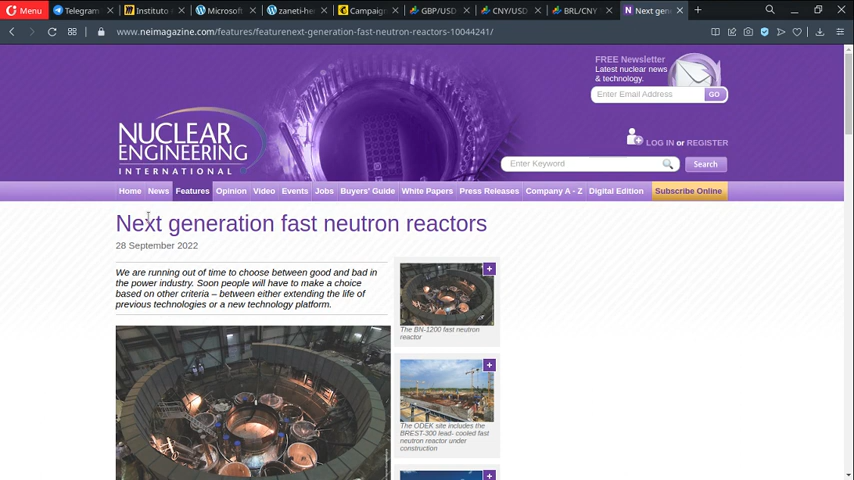 Menu
Telegram
Instituto
Microsof
zaneti-he
Campaig
GBP/USD
CNY/USD
BRL/CNY
Next gen
www.neimagazine.com/features/featurenext-generation-fast-neutron-reactors-10044241/
FREE Newsletter
Latest nuclear news
& technology.
Enter Email Address
GO
NUCLEAR
ENGINEERING
INTERNATIONAL
LOG IN or REGISTER
Enter Keyword
Search
Home News Features Opinion Video Events Jobs Buyers' Guide White Papers Press Releases Company A - Z Digital Edition Subscribe Online
Next generation fast neutron reactors
28 September 2022
We are running out of time to choose between good and bad in
the power industry. Soon people will have to make a choice
based on other criteria – between either extending the life of
previous technologies or a new technology platform.
The BN-1200 fast neutron
reactor
The ODEK site includes the
BREST-300 lead- cooled fast
neutron reactor under
construction